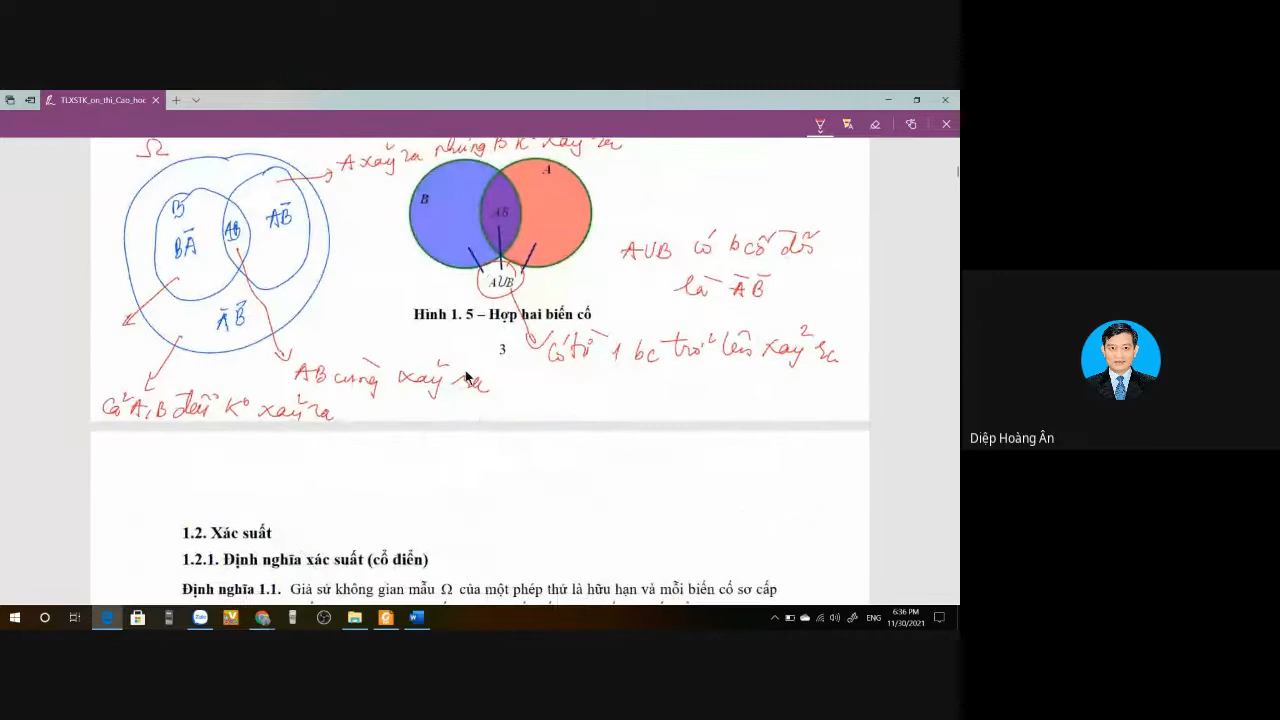 TLXSTK_on_thi_Cao_hoc
Ω
A xảy ra nhưng B K° xảy ra
B
A
B
BĀ
AB
AB̄
AB
AUB
ĀB̄
AUB có bcố đối
là ĀB̄
Hình 1. 5 – Hợp hai biến cố
3
Có từ 1 bc trở lên xảy ra
AB cùng xảy ra
Cả A, B đều K° xảy ra
Diệp Hoàng Ân
1.2. Xác suất
1.2.1. Định nghĩa xác suất (cổ điển)
Định nghĩa 1.1. Giả sử không gian mẫu Ω của một phép thử là hữu hạn và mỗi biến cố sơ cấp
Zalo
ENG
6:36 PM
11/30/2021